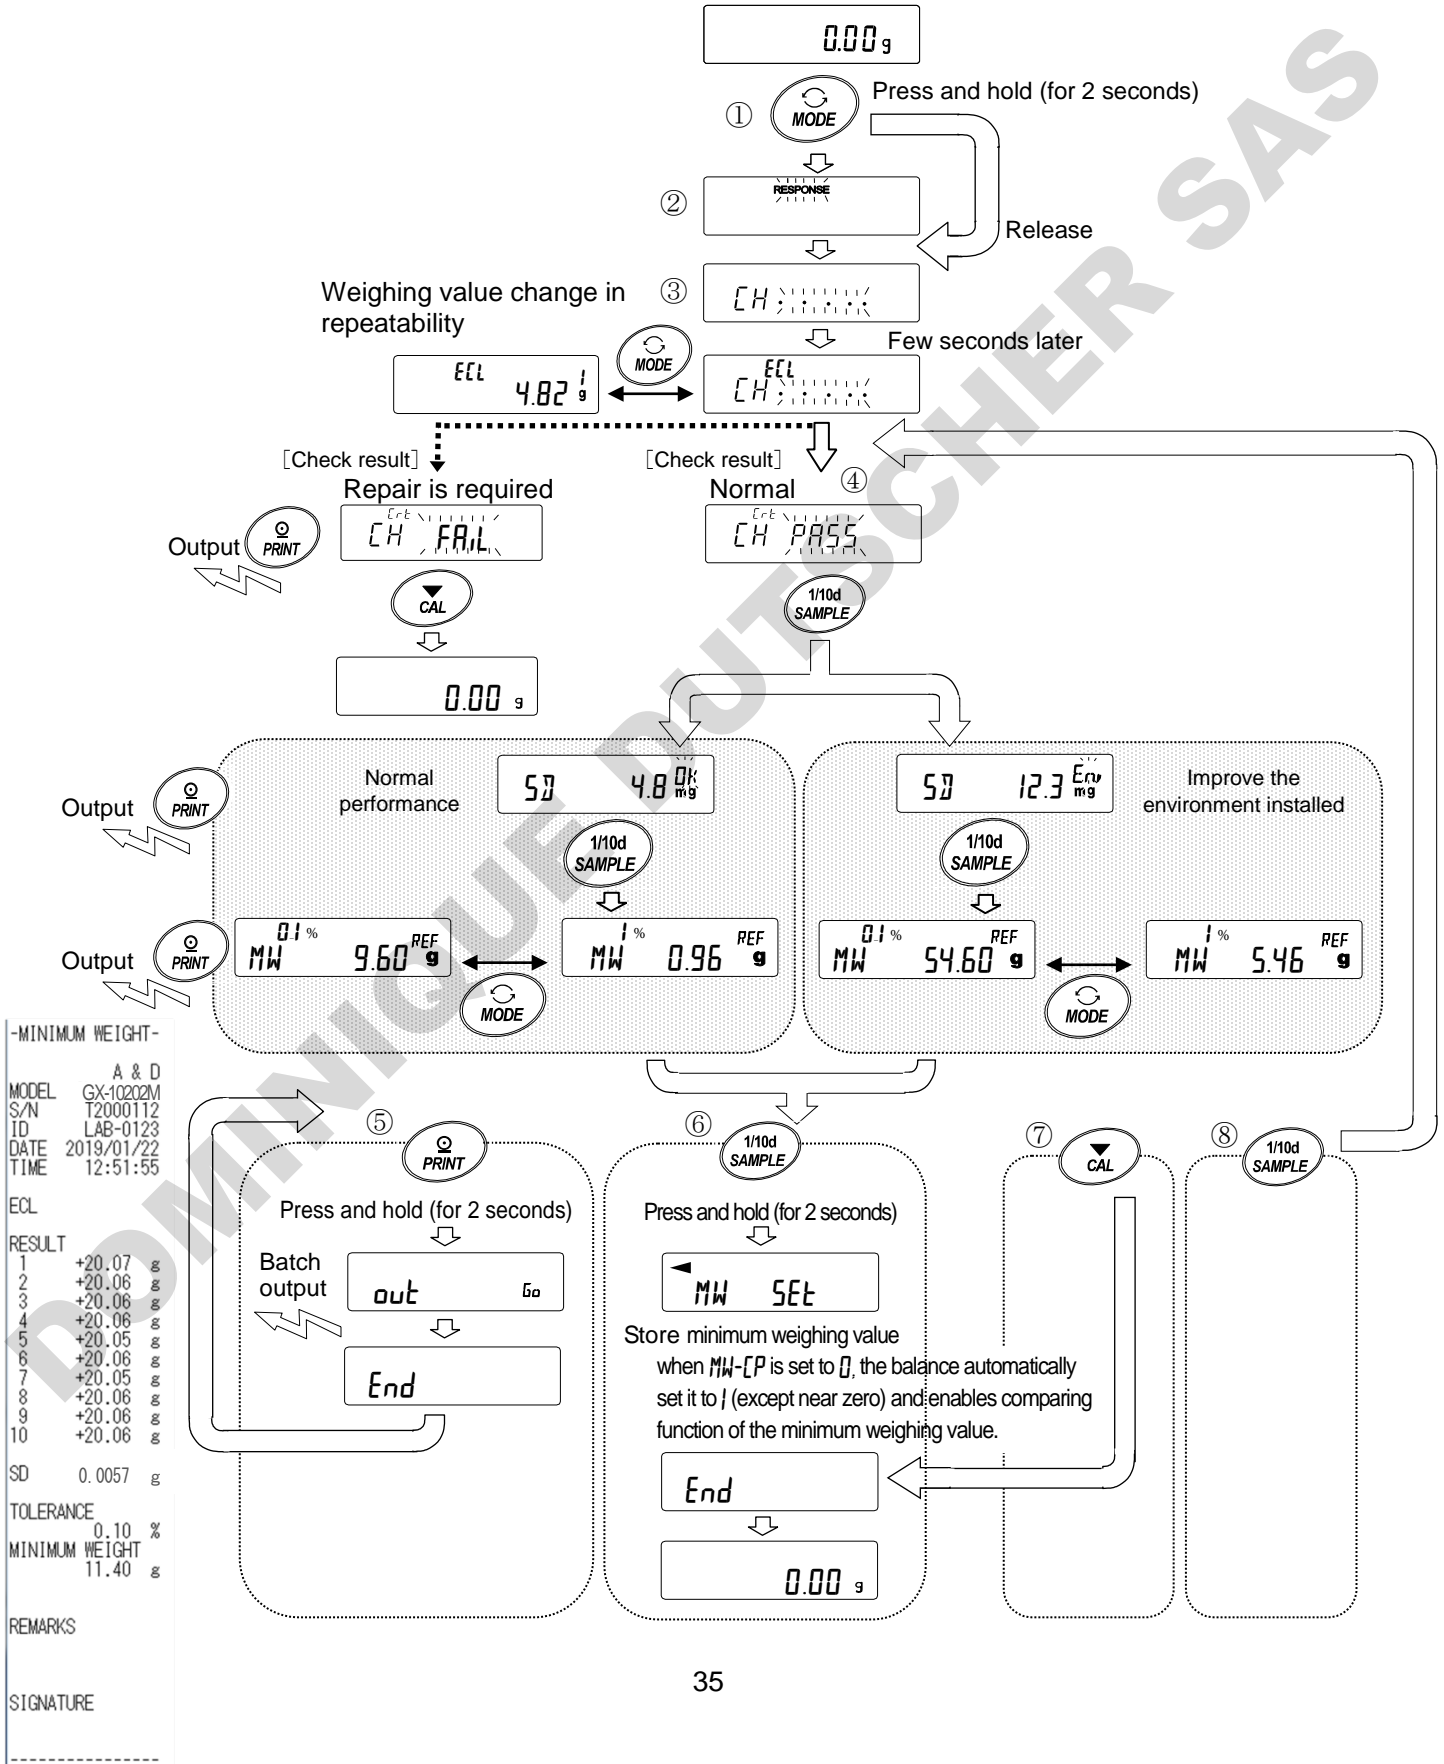 0.00 g
Press and hold (for 2 seconds)
① MODE
② RESPONSE
Release
Weighing value change in
repeatability
③ CH
MODE
Few seconds later
ECL
4.82 1 g
ECL
CH
[Check result]
Repair is required
[Check result]
Normal ④
Output PRINT
Crt
CH FAiL
Crt
CH PASS
CAL
1/10d
SAMPLE
0.00 g
Output PRINT
Normal
performance
SD 4.8 OK mg
1/10d
SAMPLE
SD 12.3 Env mg
Improve the
environment installed
1/10d
SAMPLE
Output PRINT
0.1 %
MW 9.60 REF g
MODE
1 %
MW 0.96 REF g
0.1 %
MW 54.60 REF g
MODE
1 %
MW 5.46 REF g
-MINIMUM WEIGHT-
A & D
MODEL GX-10202M
S/N T2000112
ID LAB-0123
DATE 2019/01/22
TIME 12:51:55
ECL
RESULT
1 +20.07 g
2 +20.06 g
3 +20.06 g
4 +20.06 g
5 +20.05 g
6 +20.06 g
7 +20.05 g
8 +20.06 g
9 +20.06 g
10 +20.06 g
SD 0.0057 g
TOLERANCE
0.10 %
MINIMUM WEIGHT
11.40 g
REMARKS
SIGNATURE
⑤ PRINT
Press and hold (for 2 seconds)
Batch
output
out Go
End
⑥ 1/10d
SAMPLE
Press and hold (for 2 seconds)
MW SEt
Store minimum weighing value
when MW-CP is set to 0, the balance automatically
set it to 1 (except near zero) and enables comparing
function of the minimum weighing value.
End
0.00 g
⑦ CAL
⑧ 1/10d
SAMPLE
35
DOMINIQUE DUTSCHER SAS